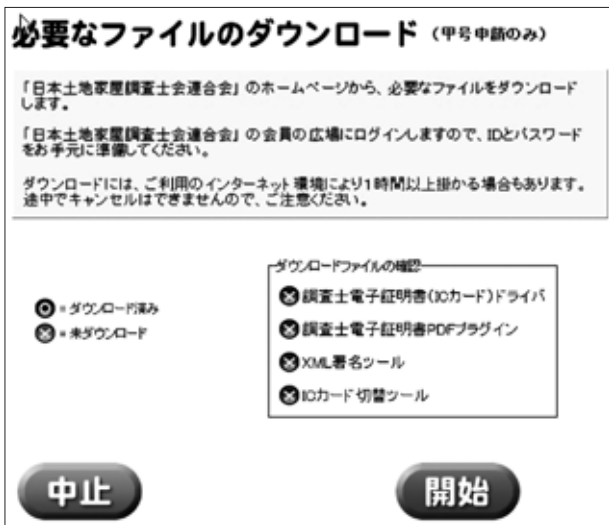 必要なファイルのダウンロード（甲号申請のみ）
「日本土地家屋調査士会連合会」のホームページから、必要なファイルをダウンロード
します。
「日本土地家屋調査士会連合会」の会員の広場にログインしますので、IDとパスワード
をお手元に準備してください。
ダウンロードには、ご利用のインターネット環境により1時間以上掛かる場合もあります。
途中でキャンセルはできませんので、ご注意ください。
ダウンロードファイルの確認
= ダウンロード済み
= 未ダウンロード
調査士電子証明書(ICカード)ドライバ
調査士電子証明書PDFプラグイン
XML署名ツール
ICカード切替ツール
中止
開始